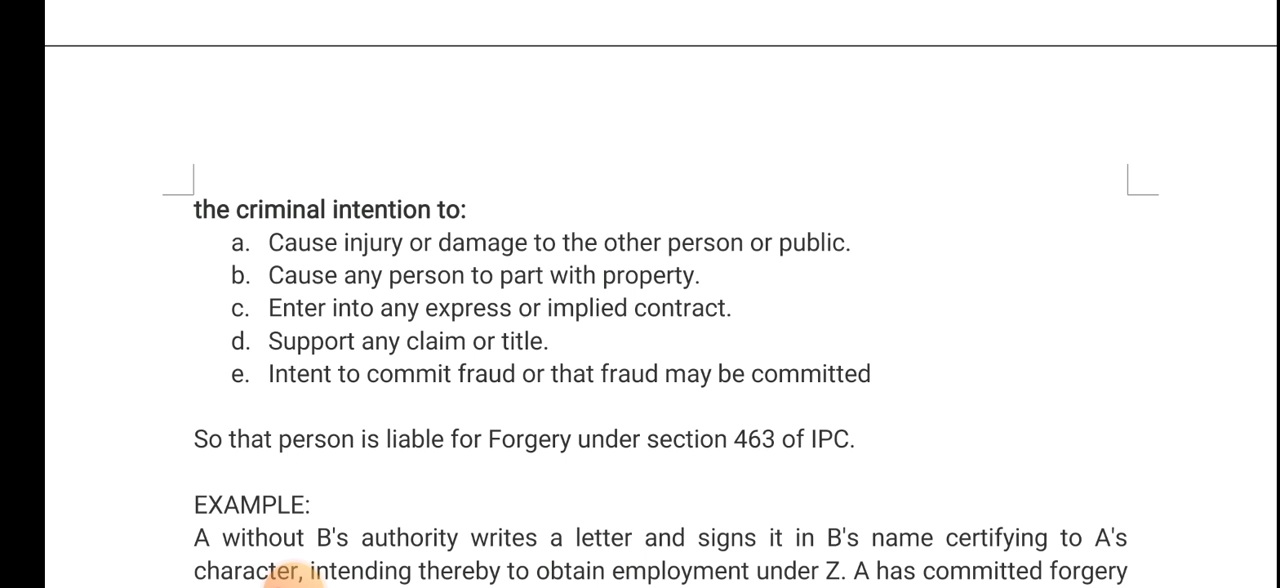 the criminal intention to:
a. Cause injury or damage to the other person or public.
b. Cause any person to part with property.
c. Enter into any express or implied contract.
d. Support any claim or title.
e. Intent to commit fraud or that fraud may be committed
So that person is liable for Forgery under section 463 of IPC.
EXAMPLE:
A without B's authority writes a letter and signs it in B's name certifying to A's
character, intending thereby to obtain employment under Z. A has committed forgery